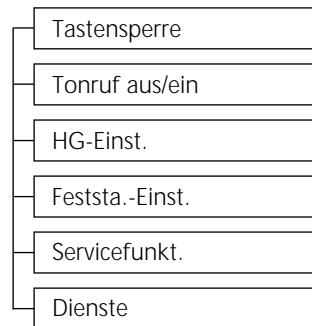 Tastensperre
Tonruf aus/ein
HG-Einst.
Feststa.-Einst.
Servicefunkt.
Dienste